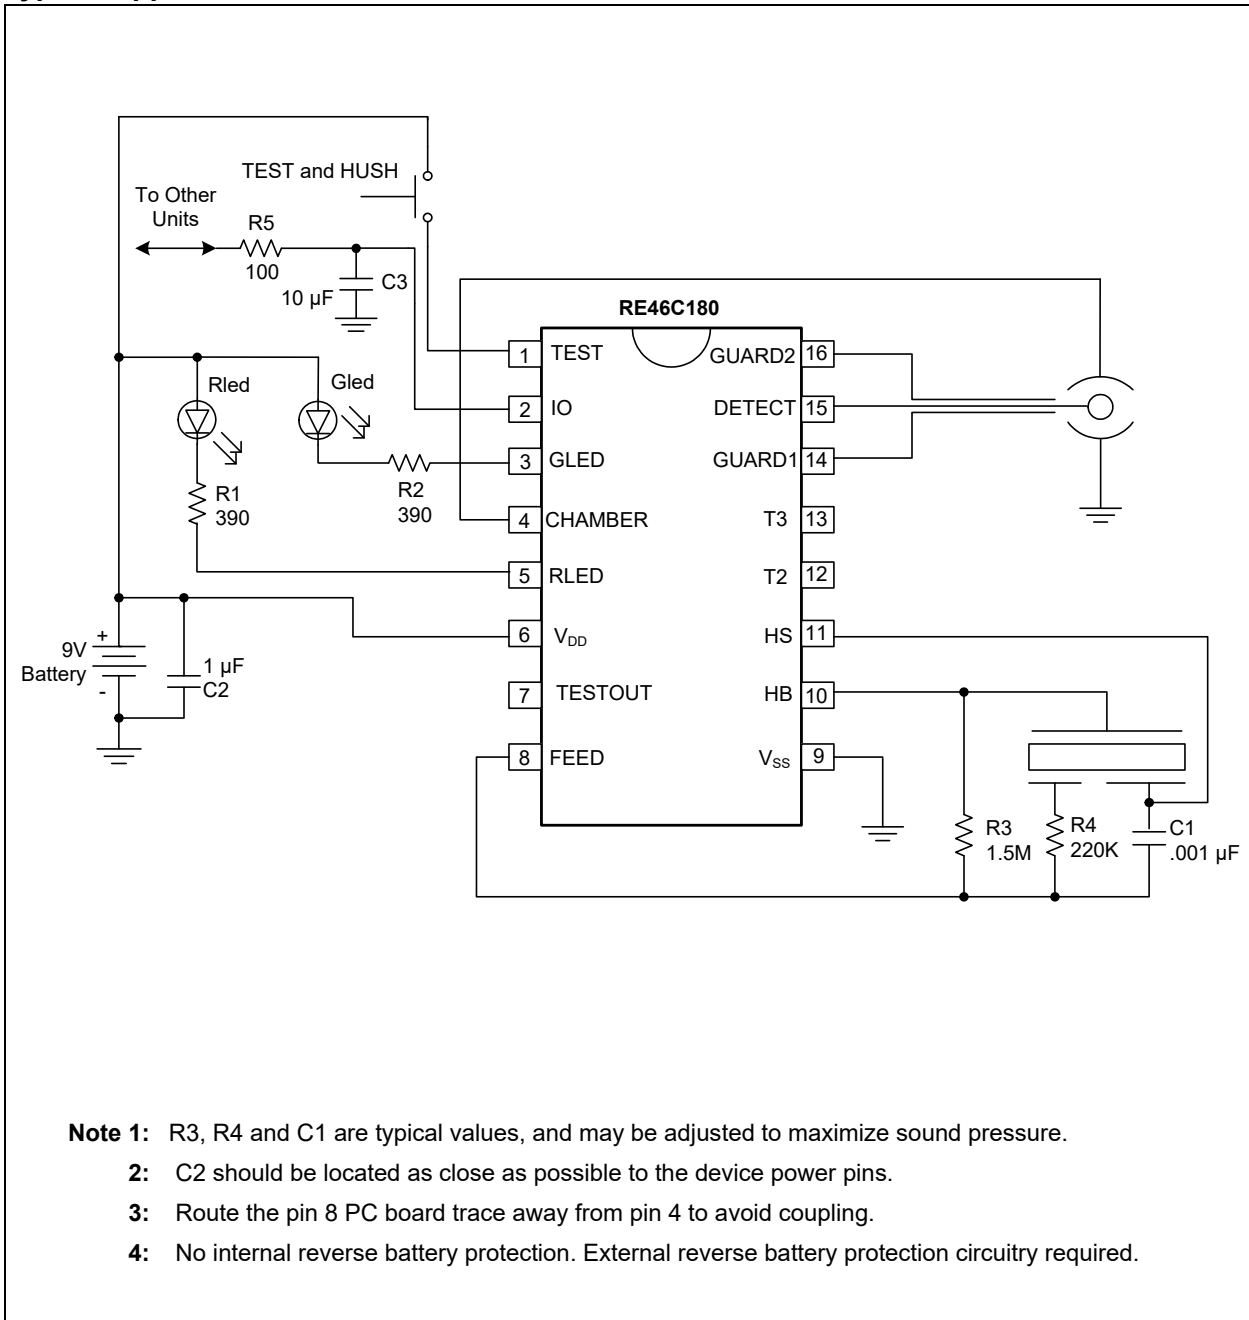 TEST and HUSH
To Other
Units
R5
100
10 µF
C3
RE46C180
1 TEST
2 IO
3 GLED
4 CHAMBER
5 RLED
6 VDD
7 TESTOUT
8 FEED
GUARD2 16
DETECT 15
GUARD1 14
T3 13
T2 12
HS 11
HB 10
VSS 9
Rled
Gled
R1
390
R2
390
9V
Battery
+
-
1 µF
C2
R3
1.5M
R4
220K
C1
.001 µF
Note 1: R3, R4 and C1 are typical values, and may be adjusted to maximize sound pressure.
2: C2 should be located as close as possible to the device power pins.
3: Route the pin 8 PC board trace away from pin 4 to avoid coupling.
4: No internal reverse battery protection. External reverse battery protection circuitry required.